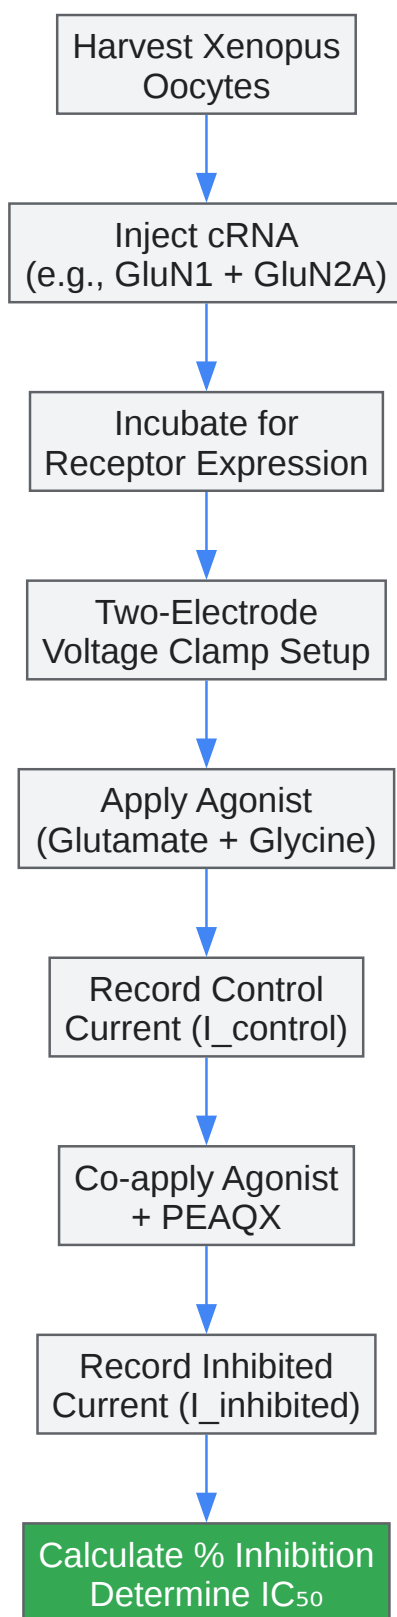 Harvest Xenopus
Oocytes
Inject cRNA
(e.g., GluN1 + GluN2A)
Incubate for
Receptor Expression
Two-Electrode
Voltage Clamp Setup
Apply Agonist
(Glutamate + Glycine)
Record Control
Current (I_control)
Co-apply Agonist
+ PEAQX
Record Inhibited
Current (I_inhibited)
Calculate % Inhibition
Determine IC₅₀